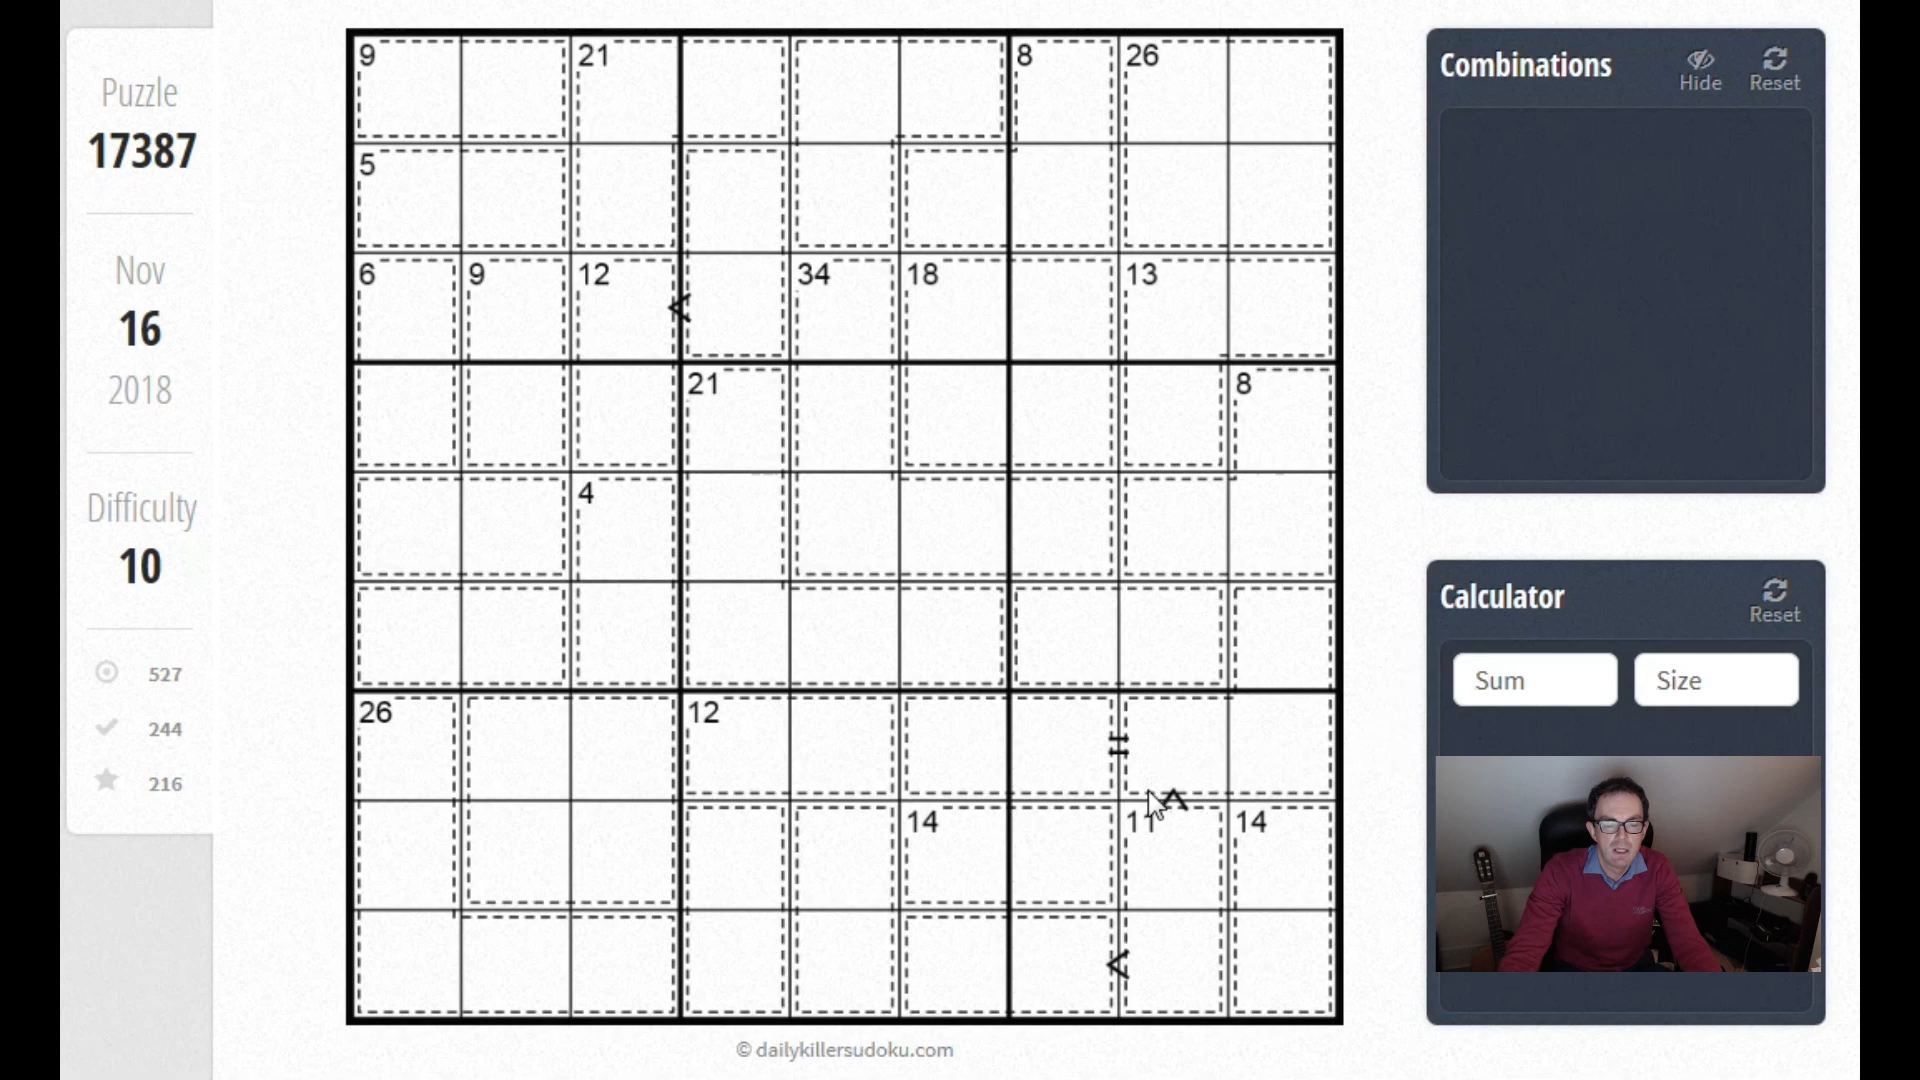 Puzzle
17387
Nov
16
2018
Difficulty
10
527
244
216
9 21 8 26
5
6 9 12 < 34 18 13
21 8
4
26 12 =
^
14 11 14
<
© dailykillersudoku.com
Combinations
Hide Reset
Calculator
Reset
Sum Size